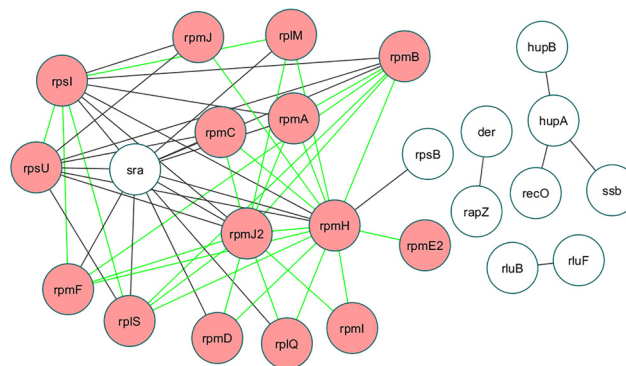 rpmJ
rplM
rpmB
hupB
rpsI
rpmC
rpmA
hupA
der
rpsB
rpsU
sra
recO
ssb
rapZ
rpmJ2
rpmH
rpmE2
rluB
rluF
rpmF
rplS
rpmD
rplQ
rpmI